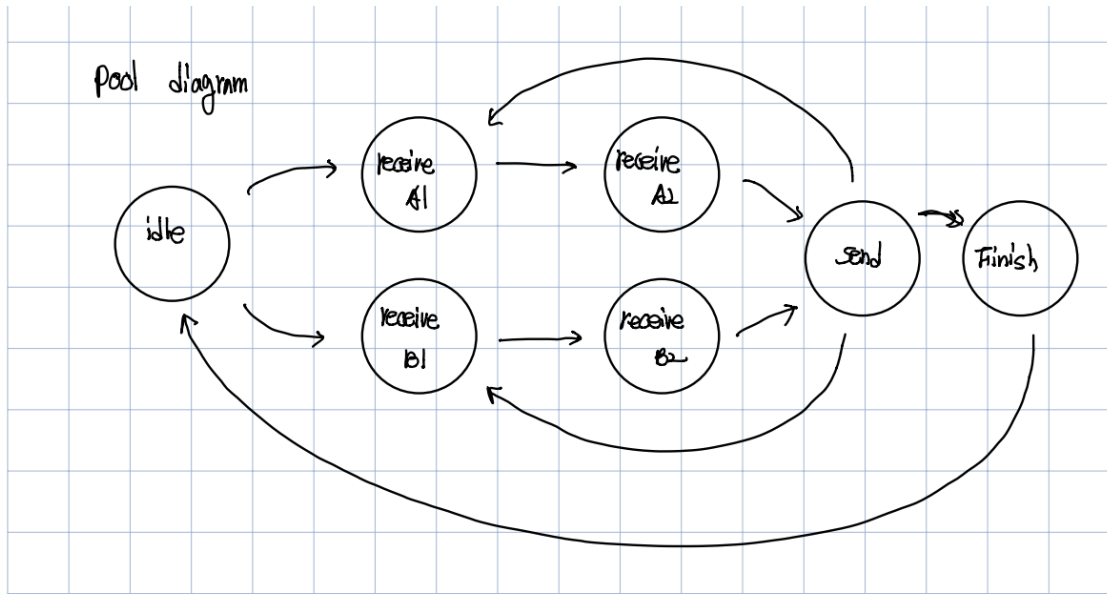 Pool diagram
idle
receive
A1
receive
A2
receive
B1
receive
B2
send
Finish